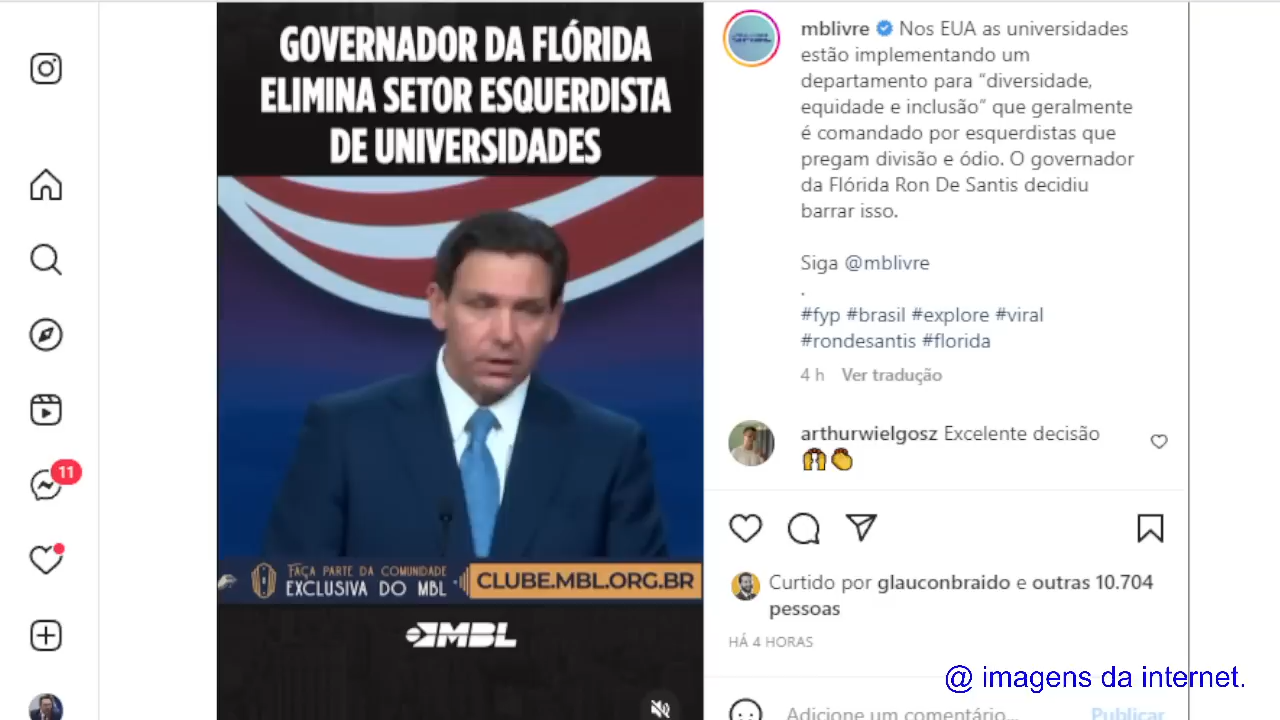 GOVERNADOR DA FLÓRIDA
ELIMINA SETOR ESQUERDISTA
DE UNIVERSIDADES
FAÇA PARTE DA COMUNIDADE
EXCLUSIVA DO MBL
CLUBE.MBL.ORG.BR
MBL
mblivre Nos EUA as universidades
estão implementando um
departamento para “diversidade,
equidade e inclusão” que geralmente
é comandado por esquerdistas que
pregam divisão e ódio. O governador
da Flórida Ron De Santis decidiu
barrar isso.
Siga @mblivre
.
#fyp #brasil #explore #viral
#rondesantis #florida
4 h Ver tradução
arthurwielgosz Excelente decisão
🙌👏
Curtido por glauconbraido e outras 10.704
pessoas
HÁ 4 HORAS
@ imagens da internet.
Adicione um comentário... Publicar
11